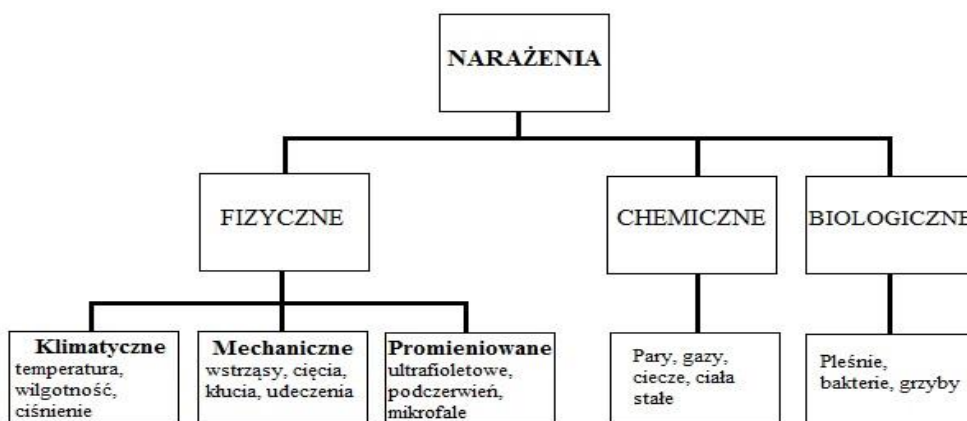 NARAŻENIA
FIZYCZNE
CHEMICZNE
BIOLOGICZNE
Klimatyczne
temperatura,
wilgotność,
ciśnienie
Mechaniczne
wstrząsy, cięcia,
kłucia, udeczenia
Promieniowane
ultrafioletowe,
podczerwień,
mikrofale
Pary, gazy,
ciecze, ciała
stałe
Pleśnie,
bakterie, grzyby